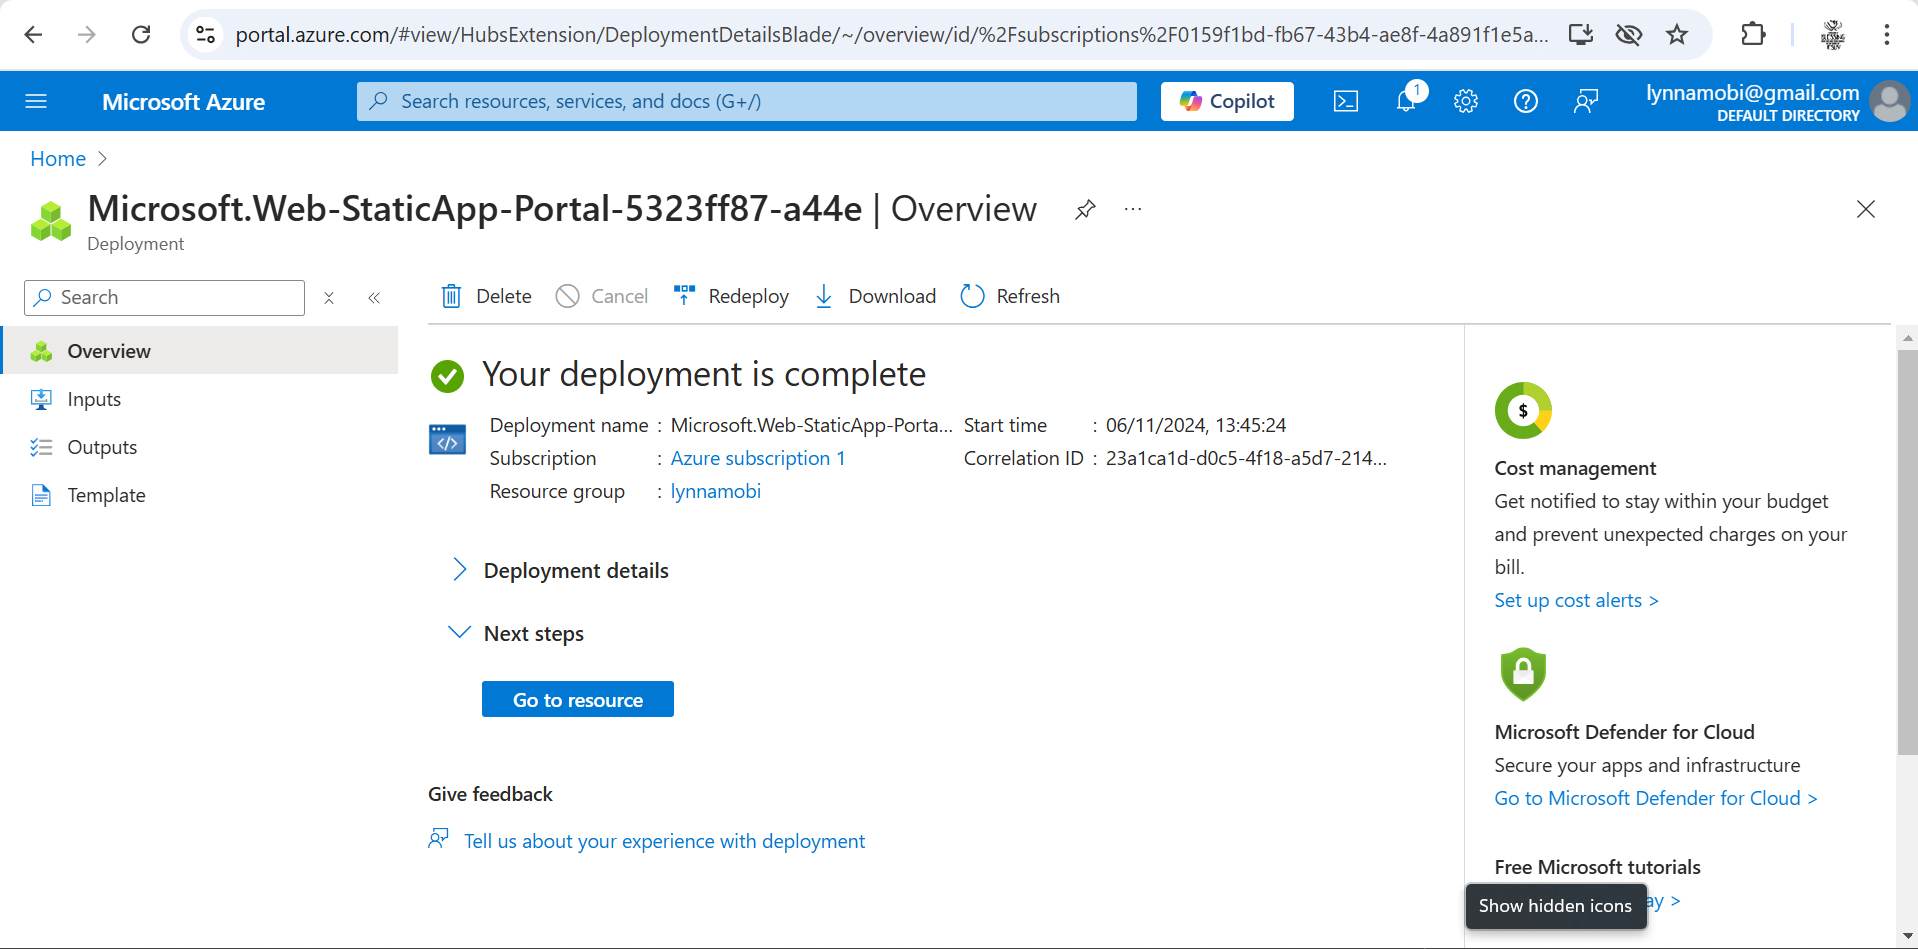 portal.azure.com/#view/HubsExtension/DeploymentDetailsBlade/~/overview/id/%2Fsubscriptions%2F0159f1bd-fb67-43b4-ae8f-4a891f1e5a...
Microsoft Azure
Search resources, services, and docs (G+/)
Copilot
1
lynnamobi@gmail.com
DEFAULT DIRECTORY
Home
Microsoft.Web-StaticApp-Portal-5323ff87-a44e | Overview
Deployment
Search
Delete
Cancel
Redeploy
Download
Refresh
Overview
Inputs
Outputs
Template
Your deployment is complete
Deployment name : Microsoft.Web-StaticApp-Porta...
Subscription : Azure subscription 1
Resource group : lynnamobi
Start time : 06/11/2024, 13:45:24
Correlation ID : 23a1ca1d-d0c5-4f18-a5d7-214...
Deployment details
Next steps
Go to resource
Give feedback
Tell us about your experience with deployment
$
Cost management
Get notified to stay within your budget
and prevent unexpected charges on your
bill.
Set up cost alerts >
Microsoft Defender for Cloud
Secure your apps and infrastructure
Go to Microsoft Defender for Cloud >
Free Microsoft tutorials
Show hidden icons